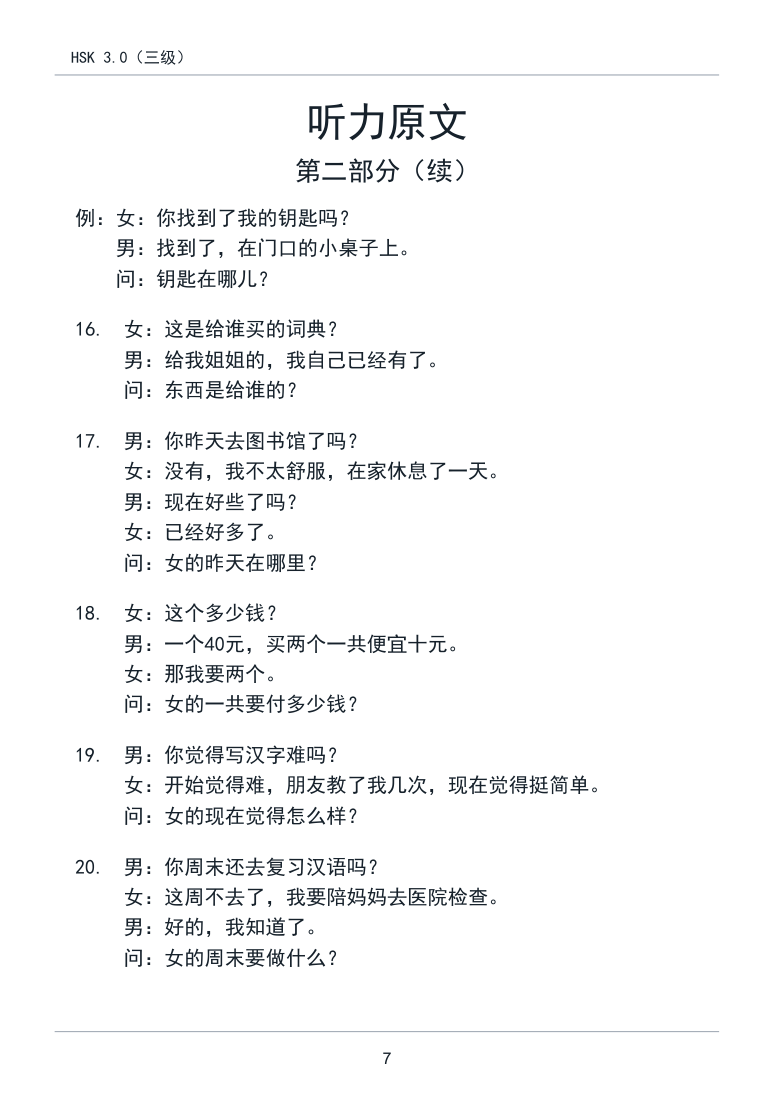 HSK 3.0（三级）
听力原文
第二部分（续）
例：女：你找到了我的钥匙吗？
男：找到了，在门口的小桌子上。
问：钥匙在哪儿？
16. 女：这是给谁买的词典？
男：给我姐姐的，我自己已经有了。
问：东西是给谁的？
17. 男：你昨天去图书馆了吗？
女：没有，我不太舒服，在家休息了一天。
男：现在好些了吗？
女：已经好多了。
问：女的昨天在哪里？
18. 女：这个多少钱？
男：一个40元，买两个一共便宜十元。
女：那我要两个。
问：女的一共要付多少钱？
19. 男：你觉得写汉字难吗？
女：开始觉得难，朋友教了我几次，现在觉得挺简单。
问：女的现在觉得怎么样？
20. 男：你周末还去复习汉语吗？
女：这周不去了，我要陪妈妈去医院检查。
男：好的，我知道了。
问：女的周末要做什么？
7